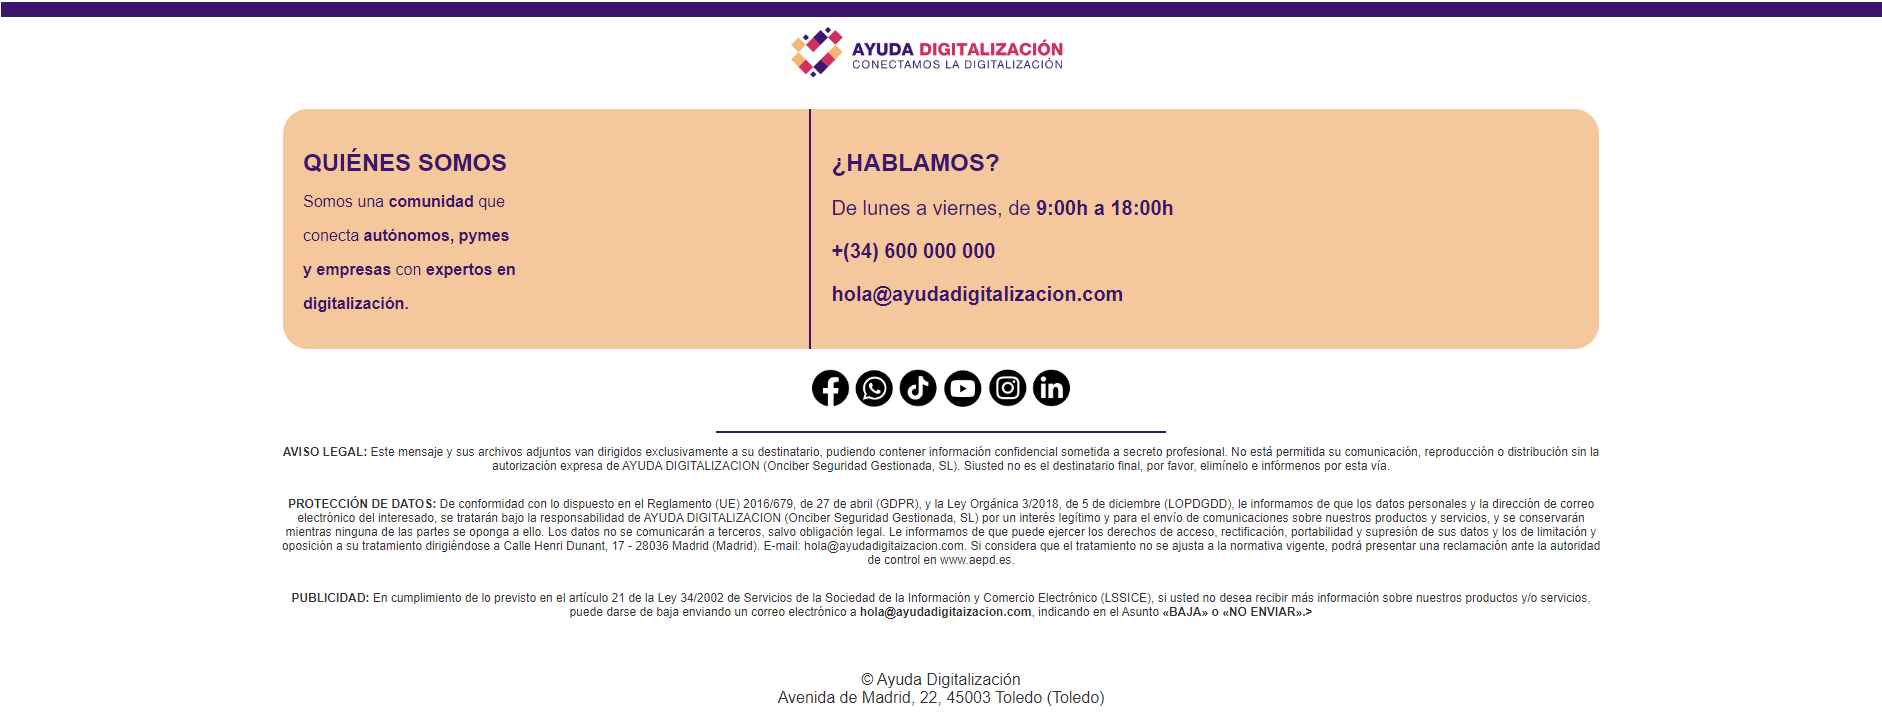 AYUDA DIGITALIZACIÓN
CONECTAMOS LA DIGITALIZACIÓN
QUIÉNES SOMOS
Somos una comunidad que
conecta autónomos, pymes
y empresas con expertos en
digitalización.
¿HABLAMOS?
De lunes a viernes, de 9:00h a 18:00h
+(34) 600 000 000
hola@ayudadigitalizacion.com
AVISO LEGAL: Este mensaje y sus archivos adjuntos van dirigidos exclusivamente a su destinatario, pudiendo contener información confidencial sometida a secreto profesional. No está permitida su comunicación, reproducción o distribución sin la
autorización expresa de AYUDA DIGITALIZACION (Onciber Seguridad Gestionada, SL). Siusted no es el destinatario final, por favor, elimínelo e infórmenos por esta vía.
PROTECCIÓN DE DATOS: De conformidad con lo dispuesto en el Reglamento (UE) 2016/679, de 27 de abril (GDPR), y la Ley Orgánica 3/2018, de 5 de diciembre (LOPDGDD), le informamos de que los datos personales y la dirección de correo
electrónico del interesado, se tratarán bajo la responsabilidad de AYUDA DIGITALIZACION (Onciber Seguridad Gestionada, SL) por un interés legítimo y para el envío de comunicaciones sobre nuestros productos y servicios, y se conservarán
mientras ninguna de las partes se oponga a ello. Los datos no se comunicarán a terceros, salvo obligación legal. Le informamos de que puede ejercer los derechos de acceso, rectificación, portabilidad y supresión de sus datos y los de limitación y
oposición a su tratamiento dirigiéndose a Calle Henri Dunant, 17 - 28036 Madrid (Madrid). E-mail: hola@ayudadigitaizacion.com. Si considera que el tratamiento no se ajusta a la normativa vigente, podrá presentar una reclamación ante la autoridad
de control en www.aepd.es.
PUBLICIDAD: En cumplimiento de lo previsto en el artículo 21 de la Ley 34/2002 de Servicios de la Sociedad de la Información y Comercio Electrónico (LSSICE), si usted no desea recibir más información sobre nuestros productos y/o servicios,
puede darse de baja enviando un correo electrónico a hola@ayudadigitaizacion.com, indicando en el Asunto «BAJA» o «NO ENVIAR».>
© Ayuda Digitalización
Avenida de Madrid, 22, 45003 Toledo (Toledo)